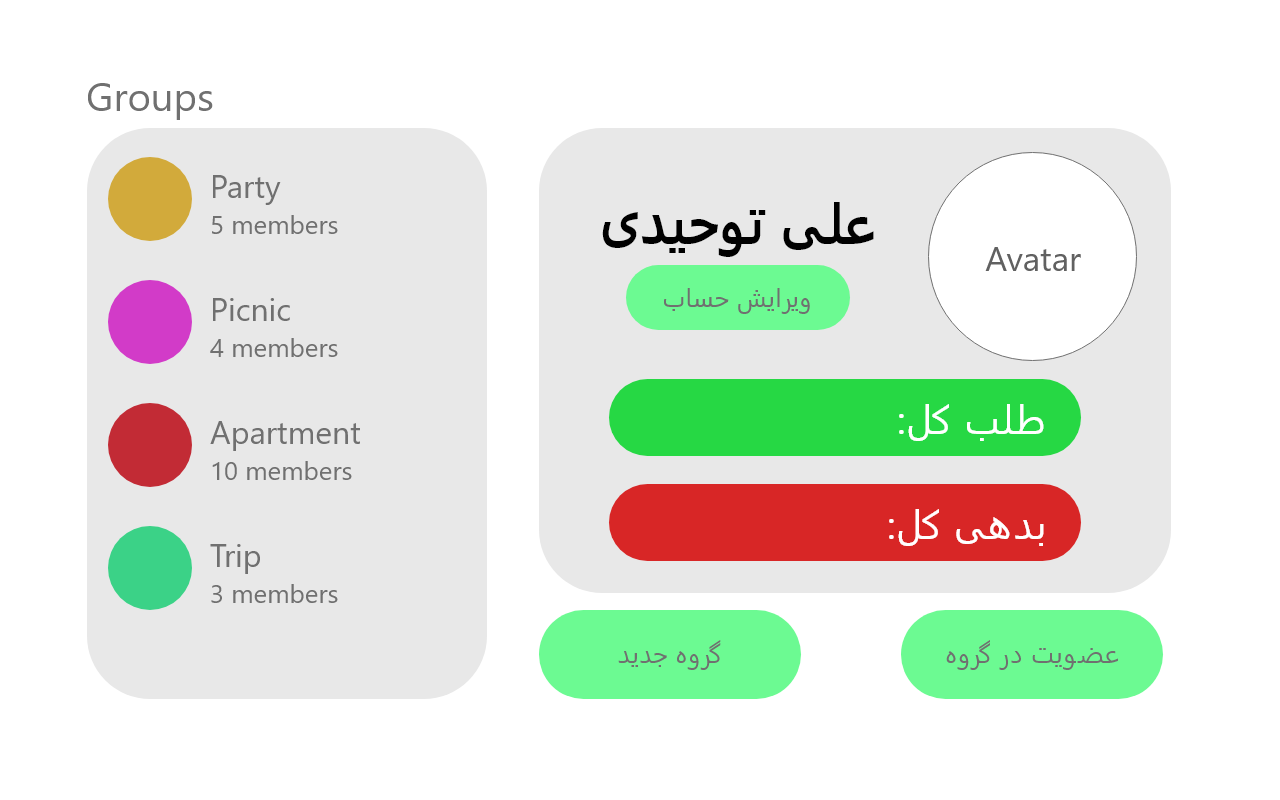 Groups
Party
5 members
Picnic
4 members
Apartment
10 members
Trip
3 members
علی توحیدی
Avatar
ویرایش حساب
طلب کل:
بدهی کل:
عضویت در گروه
گروه جدید